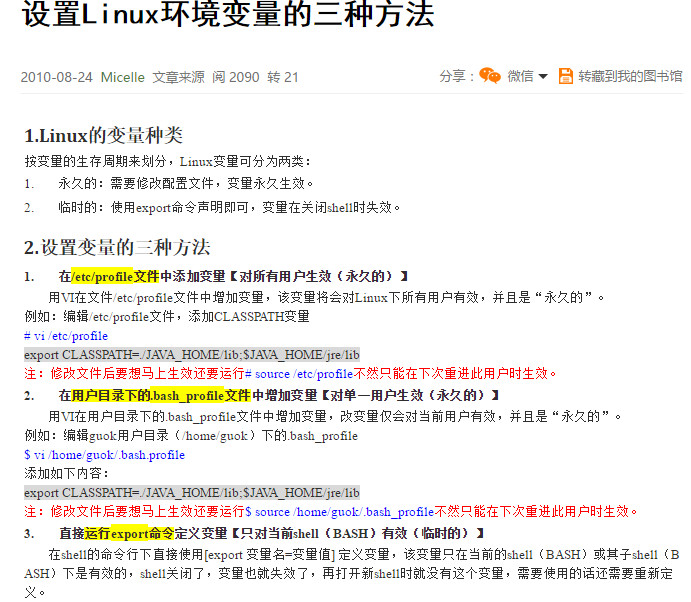 设置Linux环境变量的三种方法
2010-08-24 Micelle 文章来源 阅 2090 转 21 分享： 微信 转藏到我的图书馆
1.Linux的变量种类
按变量的生存周期来划分，Linux变量可分为两类：
1. 永久的：需要修改配置文件，变量永久生效。
2. 临时的：使用export命令声明即可，变量在关闭shell时失效。
2.设置变量的三种方法
1. 在/etc/profile文件中添加变量【对所有用户生效（永久的）】
用VI在文件/etc/profile文件中增加变量，该变量将会对Linux下所有用户有效，并且是“永久的”。
例如：编辑/etc/profile文件，添加CLASSPATH变量
# vi /etc/profile
export CLASSPATH=./JAVA_HOME/lib;$JAVA_HOME/jre/lib
注：修改文件后要想马上生效还要运行# source /etc/profile不然只能在下次重进此用户时生效。
2. 在用户目录下的.bash_profile文件中增加变量【对单一用户生效（永久的）】
用VI在用户目录下的.bash_profile文件中增加变量，改变量仅会对当前用户有效，并且是“永久的”。
例如：编辑guok用户目录（/home/guok）下的.bash_profile
$ vi /home/guok/.bash.profile
添加如下内容：
export CLASSPATH=./JAVA_HOME/lib;$JAVA_HOME/jre/lib
注：修改文件后要想马上生效还要运行$ source /home/guok/.bash_profile不然只能在下次重进此用户时生效。
3. 直接运行export命令定义变量【只对当前shell（BASH）有效（临时的）】
在shell的命令行下直接使用[export 变量名=变量值] 定义变量，该变量只在当前的shell（BASH）或其子shell（B
ASH）下是有效的，shell关闭了，变量也就失效了，再打开新shell时就没有这个变量，需要使用的话还需要重新定
义。